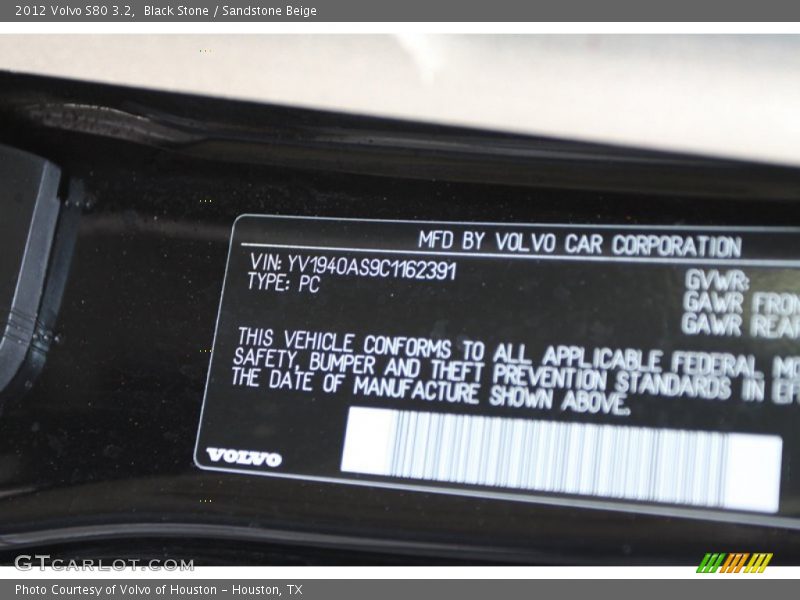 2012 Volvo S80 3.2,  Black Stone / Sandstone Beige
MFD BY VOLVO CAR CORPORATION
VIN: YV1940AS9C1162391
TYPE: PC
GVWR:
GAWR FRON
GAWR REAR
THIS VEHICLE CONFORMS TO ALL APPLICABLE FEDERAL MO
SAFETY, BUMPER AND THEFT PREVENTION STANDARDS IN EF
THE DATE OF MANUFACTURE SHOWN ABOVE.
VOLVO
GTCARLOT.COM
Photo Courtesy of Volvo of Houston - Houston, TX